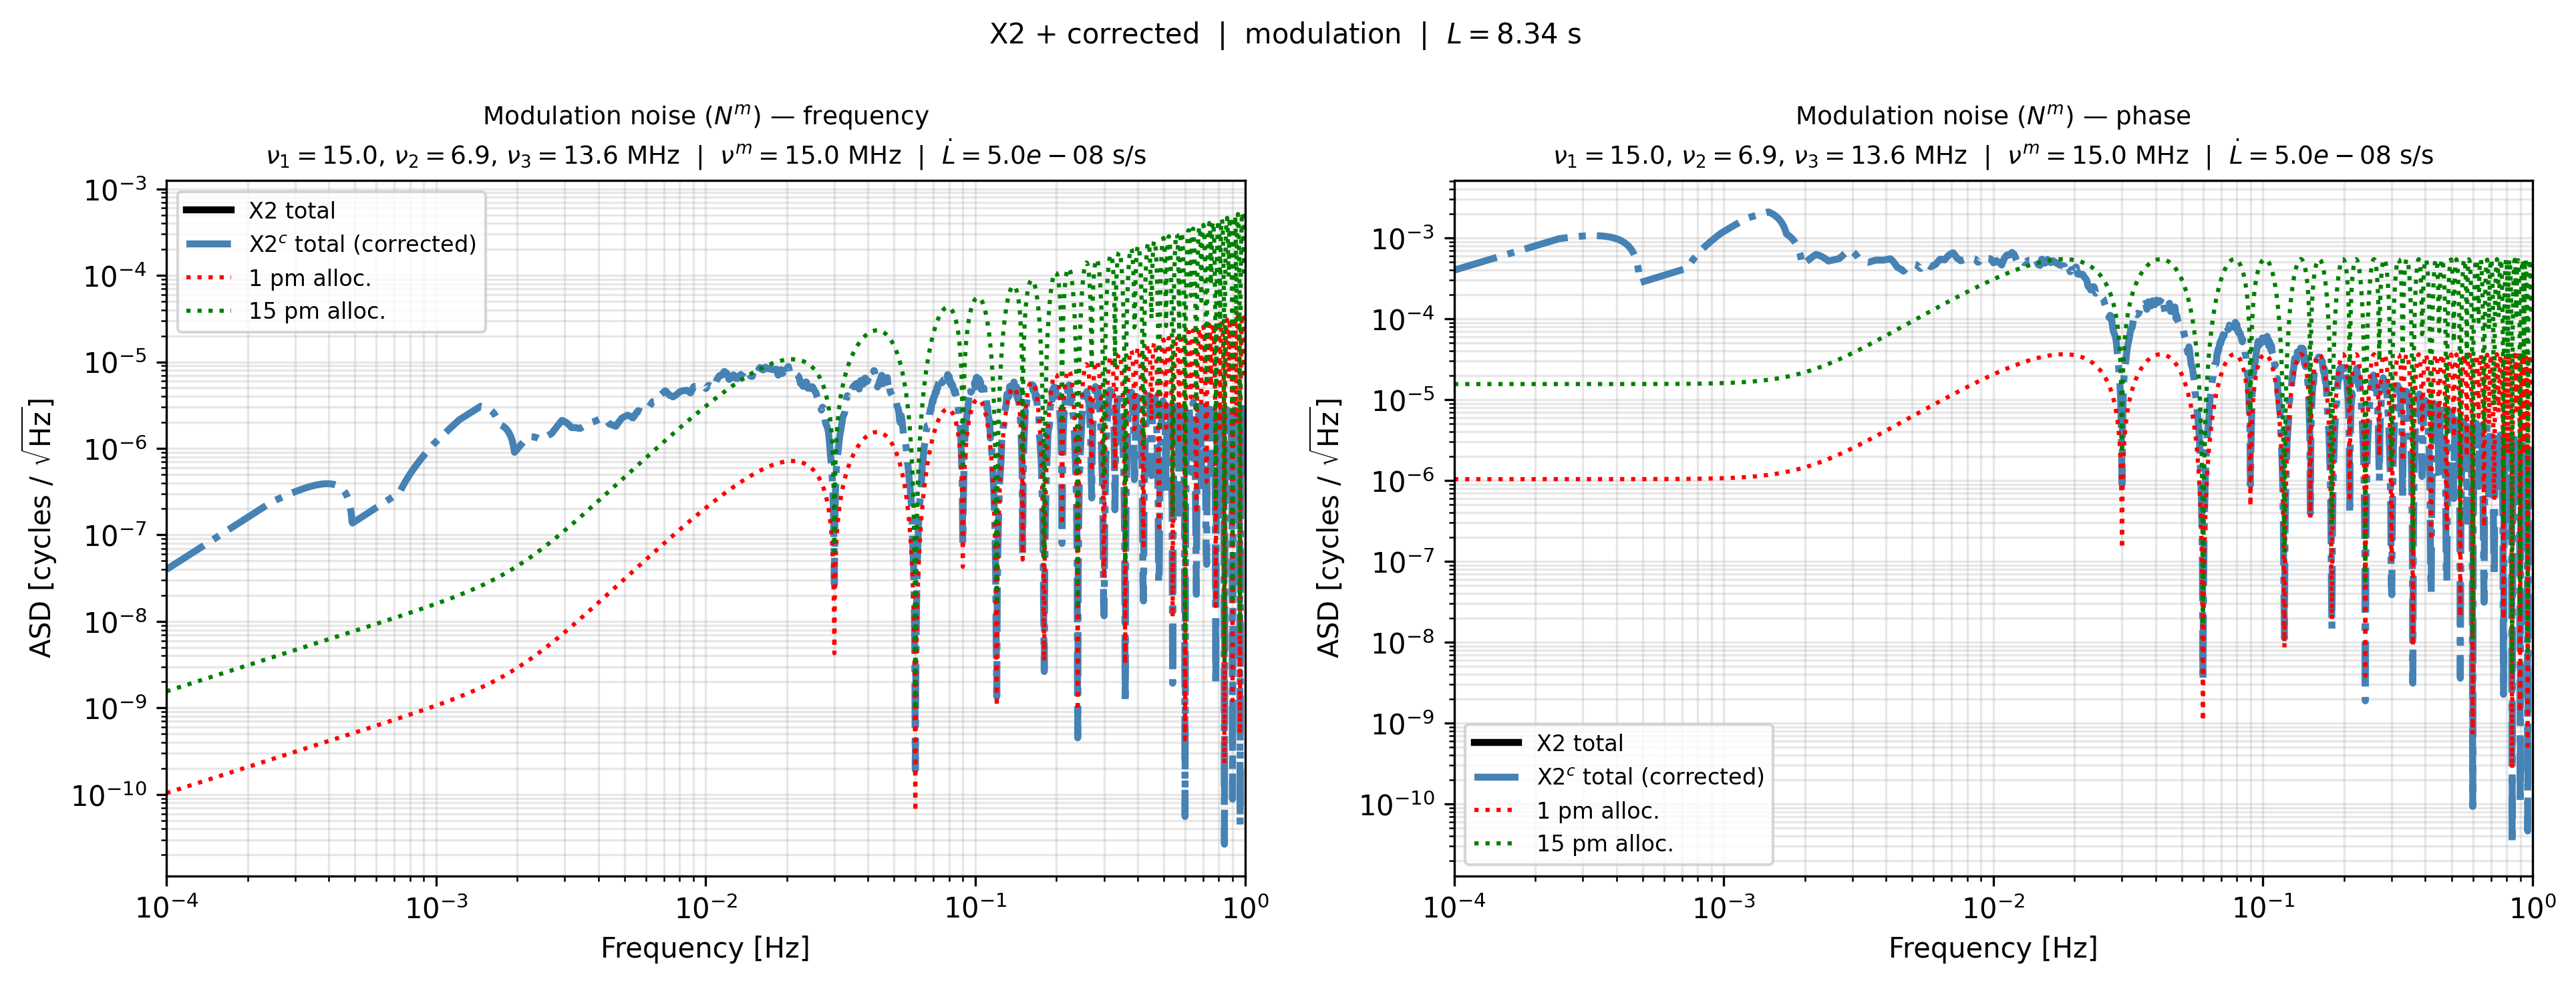 X2 + corrected | modulation | L = 8.34 s
Modulation noise (N^m) — frequency
ν₁ = 15.0, ν₂ = 6.9, ν₃ = 13.6 MHz | ν^m = 15.0 MHz | L̇ = 5.0e − 08 s/s
10⁻³
10⁻⁴
10⁻⁵
10⁻⁶
10⁻⁷
10⁻⁸
10⁻⁹
10⁻¹⁰
ASD [cycles / √Hz]
X2 total
X2^c total (corrected)
1 pm alloc.
15 pm alloc.
10⁻⁴ 10⁻³ 10⁻² 10⁻¹ 10⁰
Frequency [Hz]
Modulation noise (N^m) — phase
ν₁ = 15.0, ν₂ = 6.9, ν₃ = 13.6 MHz | ν^m = 15.0 MHz | L̇ = 5.0e − 08 s/s
10⁻³
10⁻⁴
10⁻⁵
10⁻⁶
10⁻⁷
10⁻⁸
10⁻⁹
10⁻¹⁰
ASD [cycles / √Hz]
X2 total
X2^c total (corrected)
1 pm alloc.
15 pm alloc.
10⁻⁴ 10⁻³ 10⁻² 10⁻¹ 10⁰
Frequency [Hz]